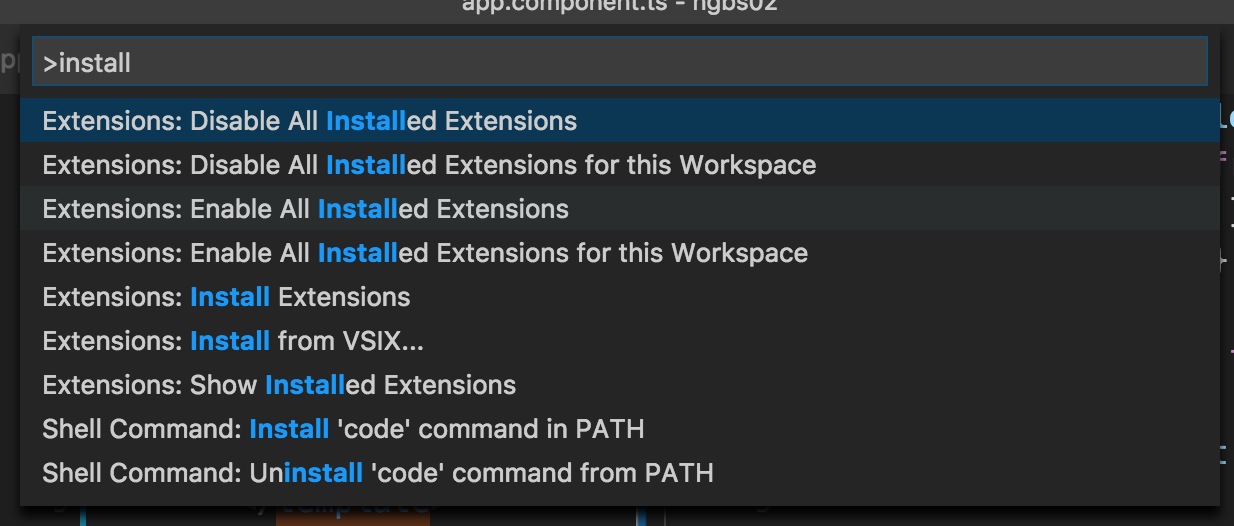 app.component.ts - ngbs02
>install
Extensions: Disable All Installed Extensions
Extensions: Disable All Installed Extensions for this Workspace
Extensions: Enable All Installed Extensions
Extensions: Enable All Installed Extensions for this Workspace
Extensions: Install Extensions
Extensions: Install from VSIX...
Extensions: Show Installed Extensions
Shell Command: Install 'code' command in PATH
Shell Command: Uninstall 'code' command from PATH